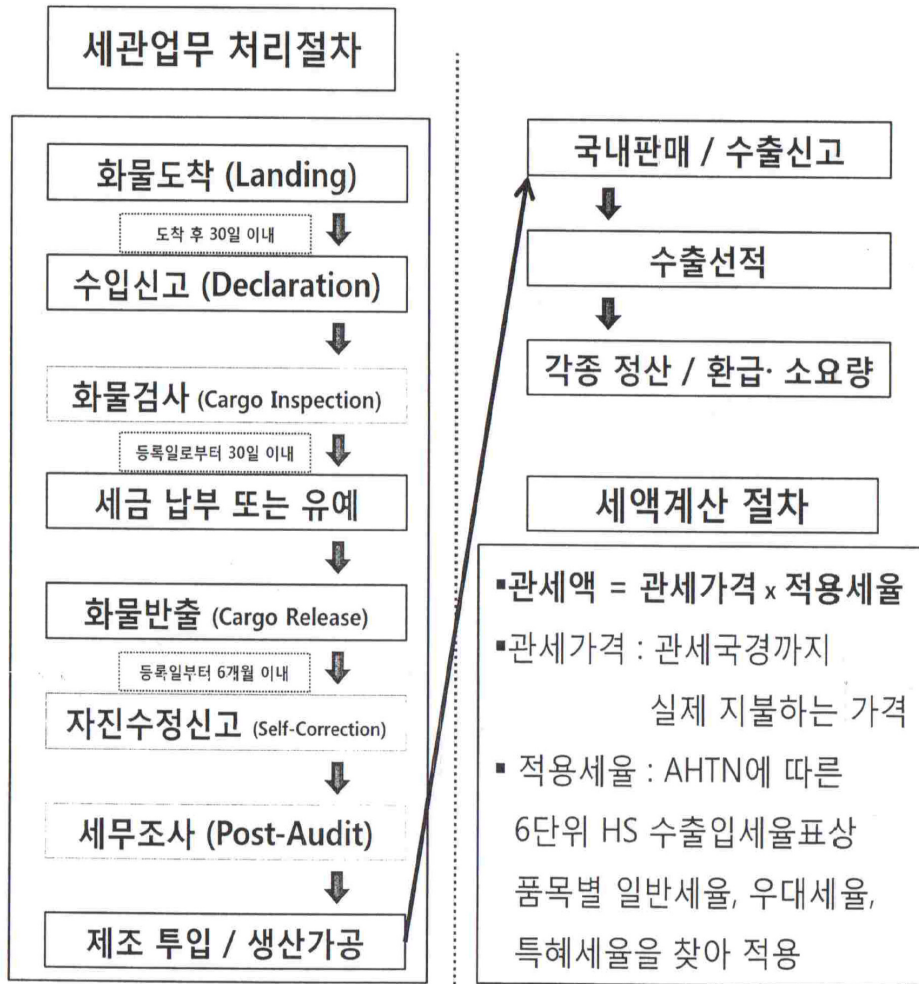 세관업무 처리절차
화물도착 (Landing)
도착 후 30일 이내
수입신고 (Declaration)
화물검사 (Cargo Inspection)
등록일로부터 30일 이내
세금 납부 또는 유예
화물반출 (Cargo Release)
등록일부터 6개월 이내
자진수정신고 (Self-Correction)
세무조사 (Post-Audit)
제조 투입 / 생산가공
국내판매 / 수출신고
수출선적
각종 정산 / 환급· 소요량
세액계산 절차
▪관세액 = 관세가격 x 적용세율
▪관세가격 : 관세국경까지
실제 지불하는 가격
▪ 적용세율 : AHTN에 따른
6단위 HS 수출입세율표상
품목별 일반세율, 우대세율,
특혜세율을 찾아 적용